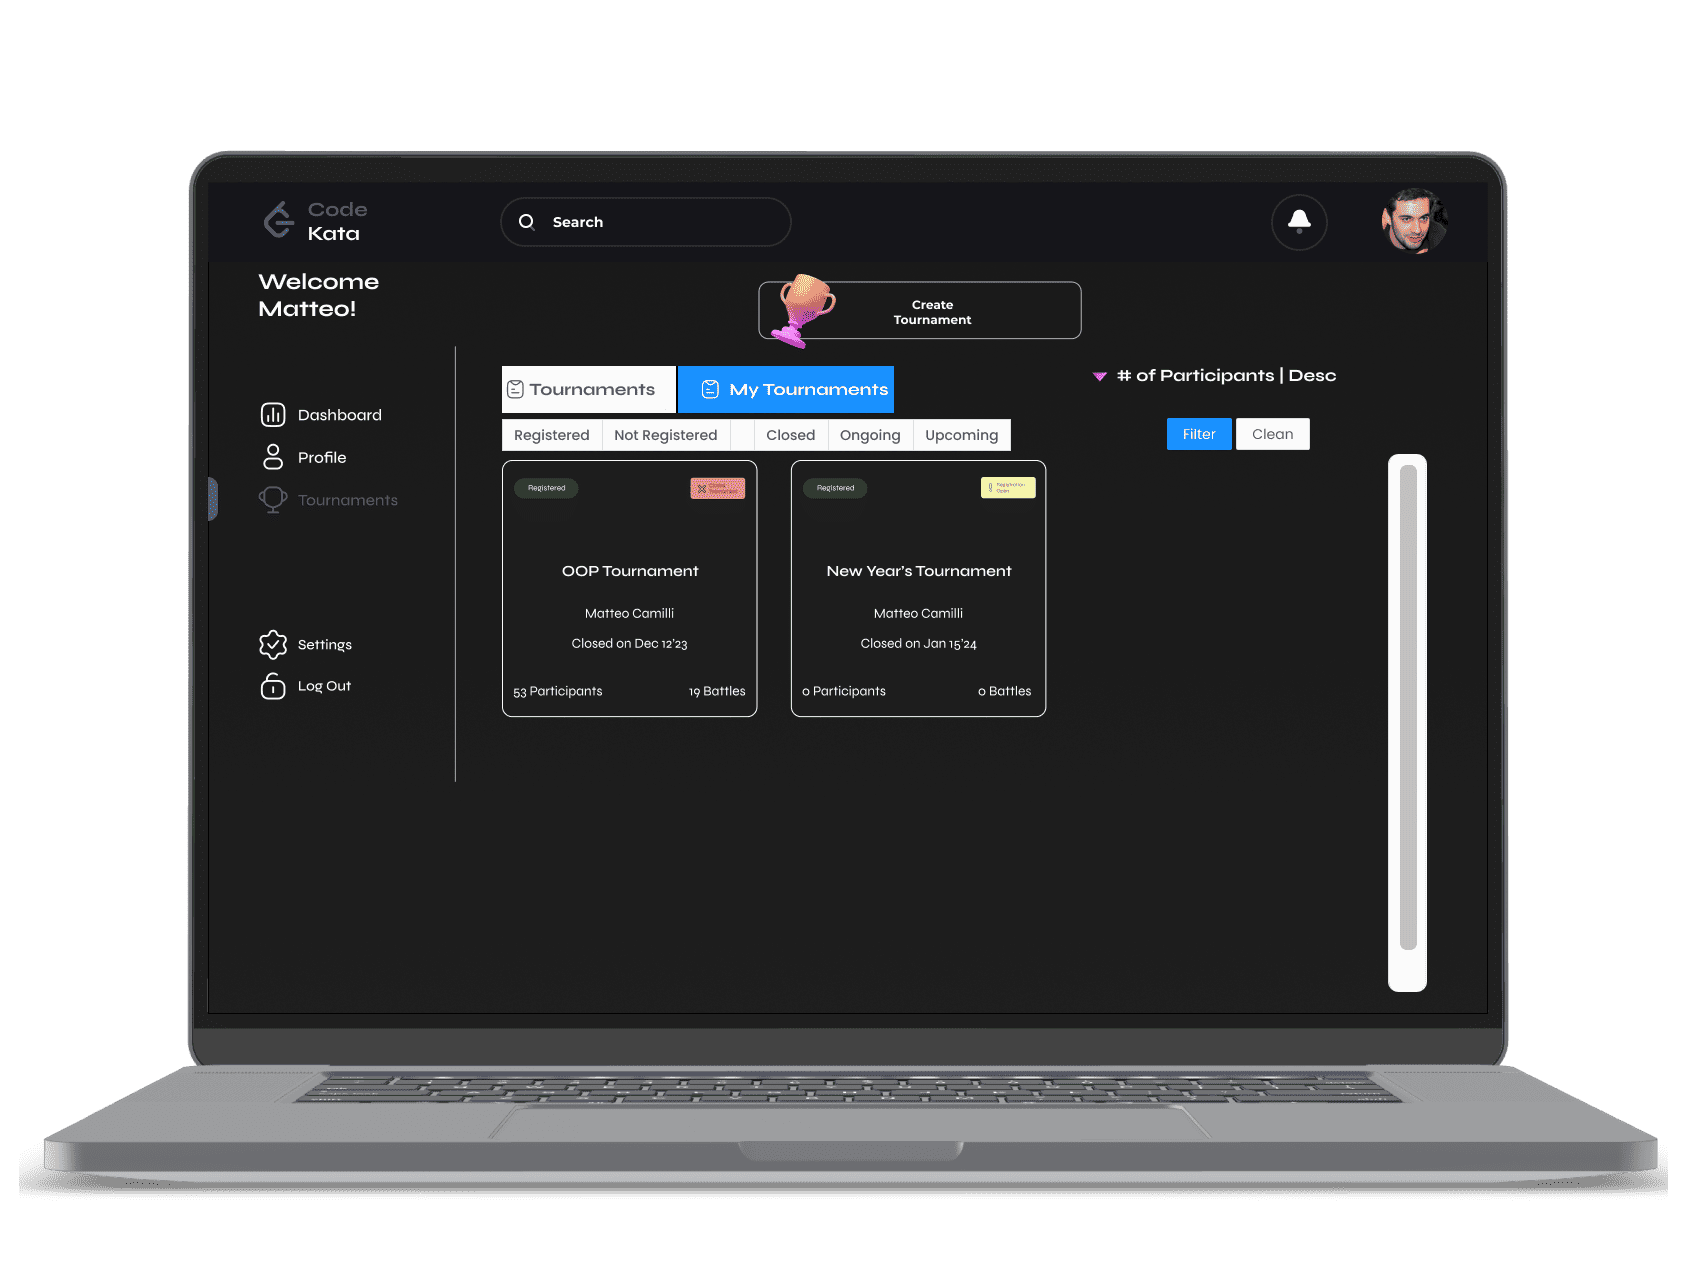 Code
Kata
Search
Welcome
Matteo!
Create
Tournament
Tournaments
My Tournaments
# of Participants | Desc
Registered
Not Registered
Closed
Ongoing
Upcoming
Filter
Clean
Dashboard
Profile
Tournaments
Settings
Log Out
Registered
OOP Tournament
Matteo Camilli
Closed on Dec 12'23
53 Participants
19 Battles
Registered
Registration
Open
New Year's Tournament
Matteo Camilli
Closed on Jan 15'24
0 Participants
0 Battles